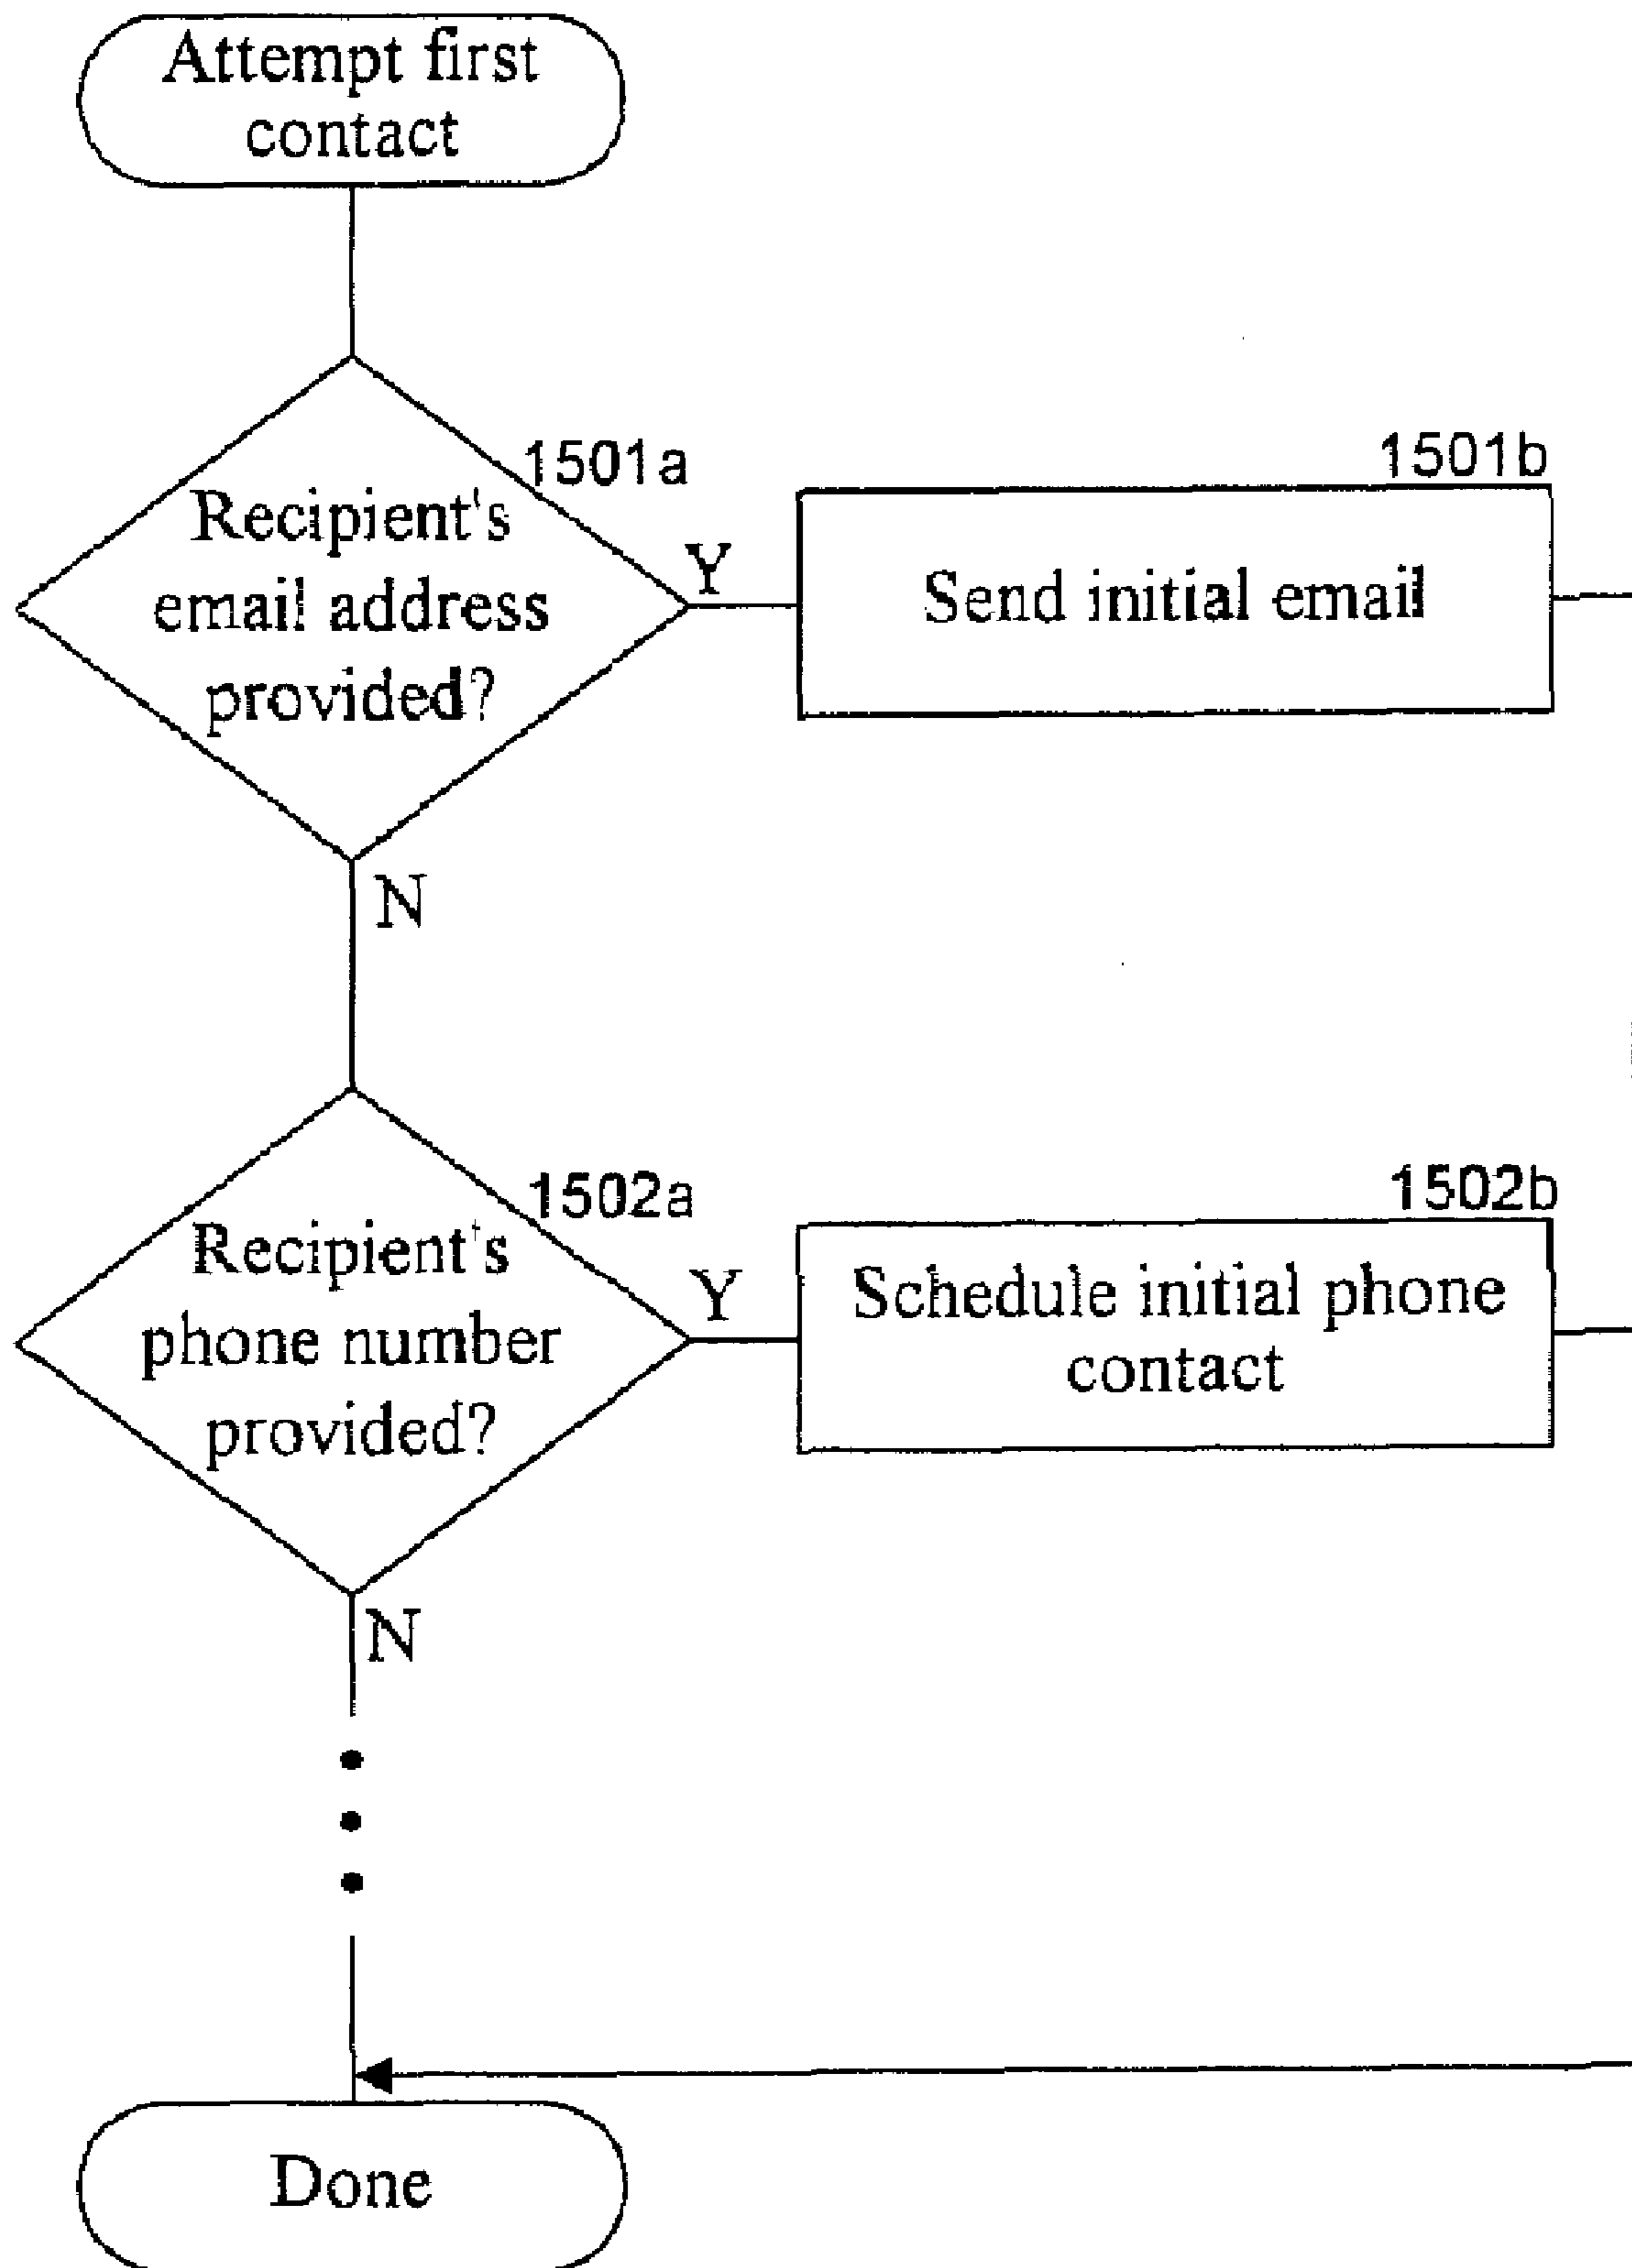 Attempt first
contact
1501a
Recipient's
email address
provided?
Y
1501b
Send initial email
N
1502a
Recipient's
phone number
provided?
Y
1502b
Schedule initial phone
contact
N
Done